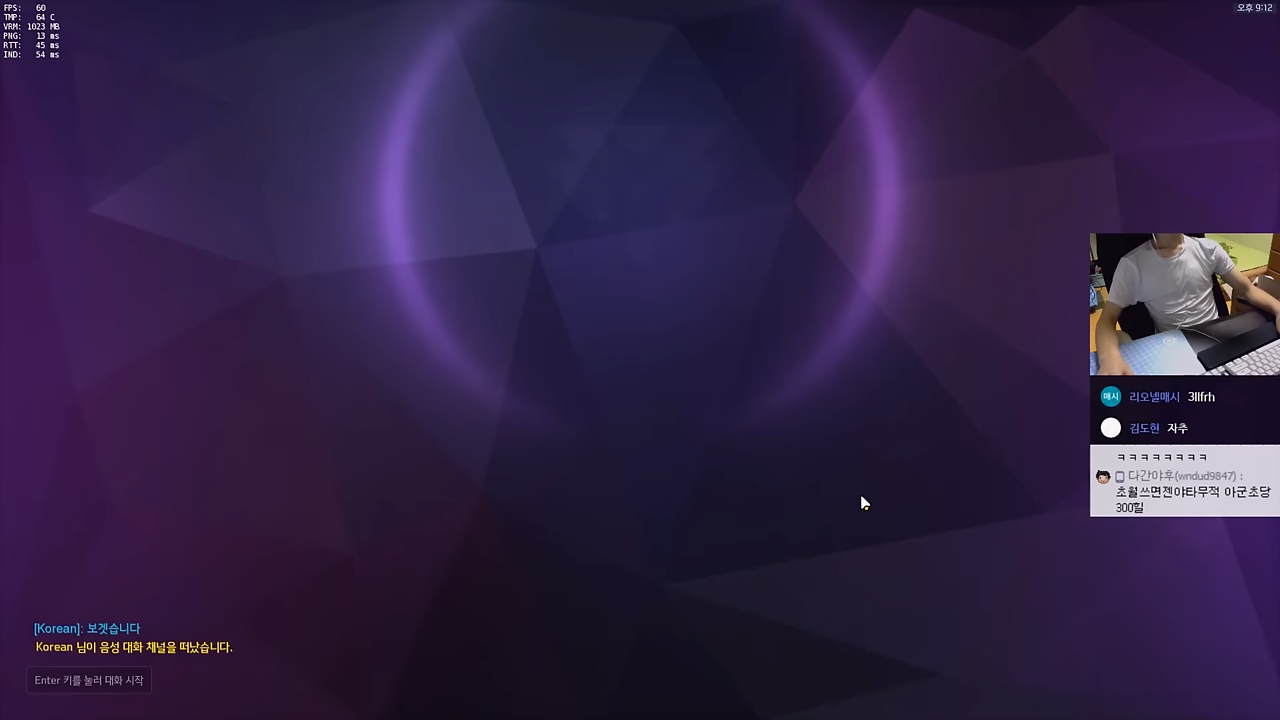 FPS: 60
TMP: 64 C
VRM: 1023 MB
PNG: 13 ms
RTT: 45 ms
IND: 54 ms
오후 9:12
매시 리오넬매시 3llfrh
김도현 자추
ㅋㅋㅋㅋㅋㅋㅋㅋ
다간야후(wndud9847) :
초월쓰면젠야타무적 아군초당
300힐
[Korean]: 보겟습니다
Korean 님이 음성 대화 채널을 떠났습니다.
Enter 키를 눌러 대화 시작